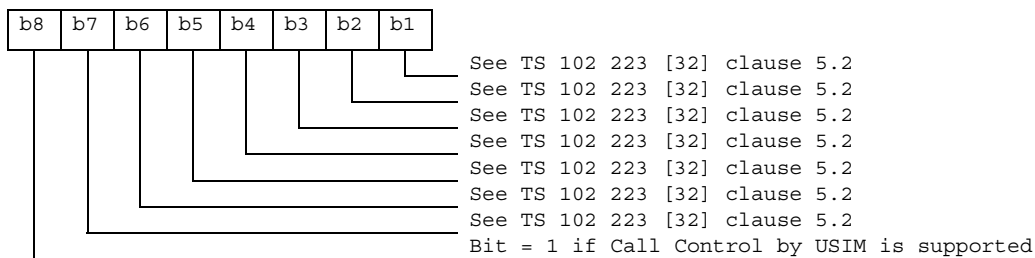 b8 b7 b6 b5 b4 b3 b2 b1
See TS 102 223 [32] clause 5.2
See TS 102 223 [32] clause 5.2
See TS 102 223 [32] clause 5.2
See TS 102 223 [32] clause 5.2
See TS 102 223 [32] clause 5.2
See TS 102 223 [32] clause 5.2
See TS 102 223 [32] clause 5.2
Bit = 1 if Call Control by USIM is supported